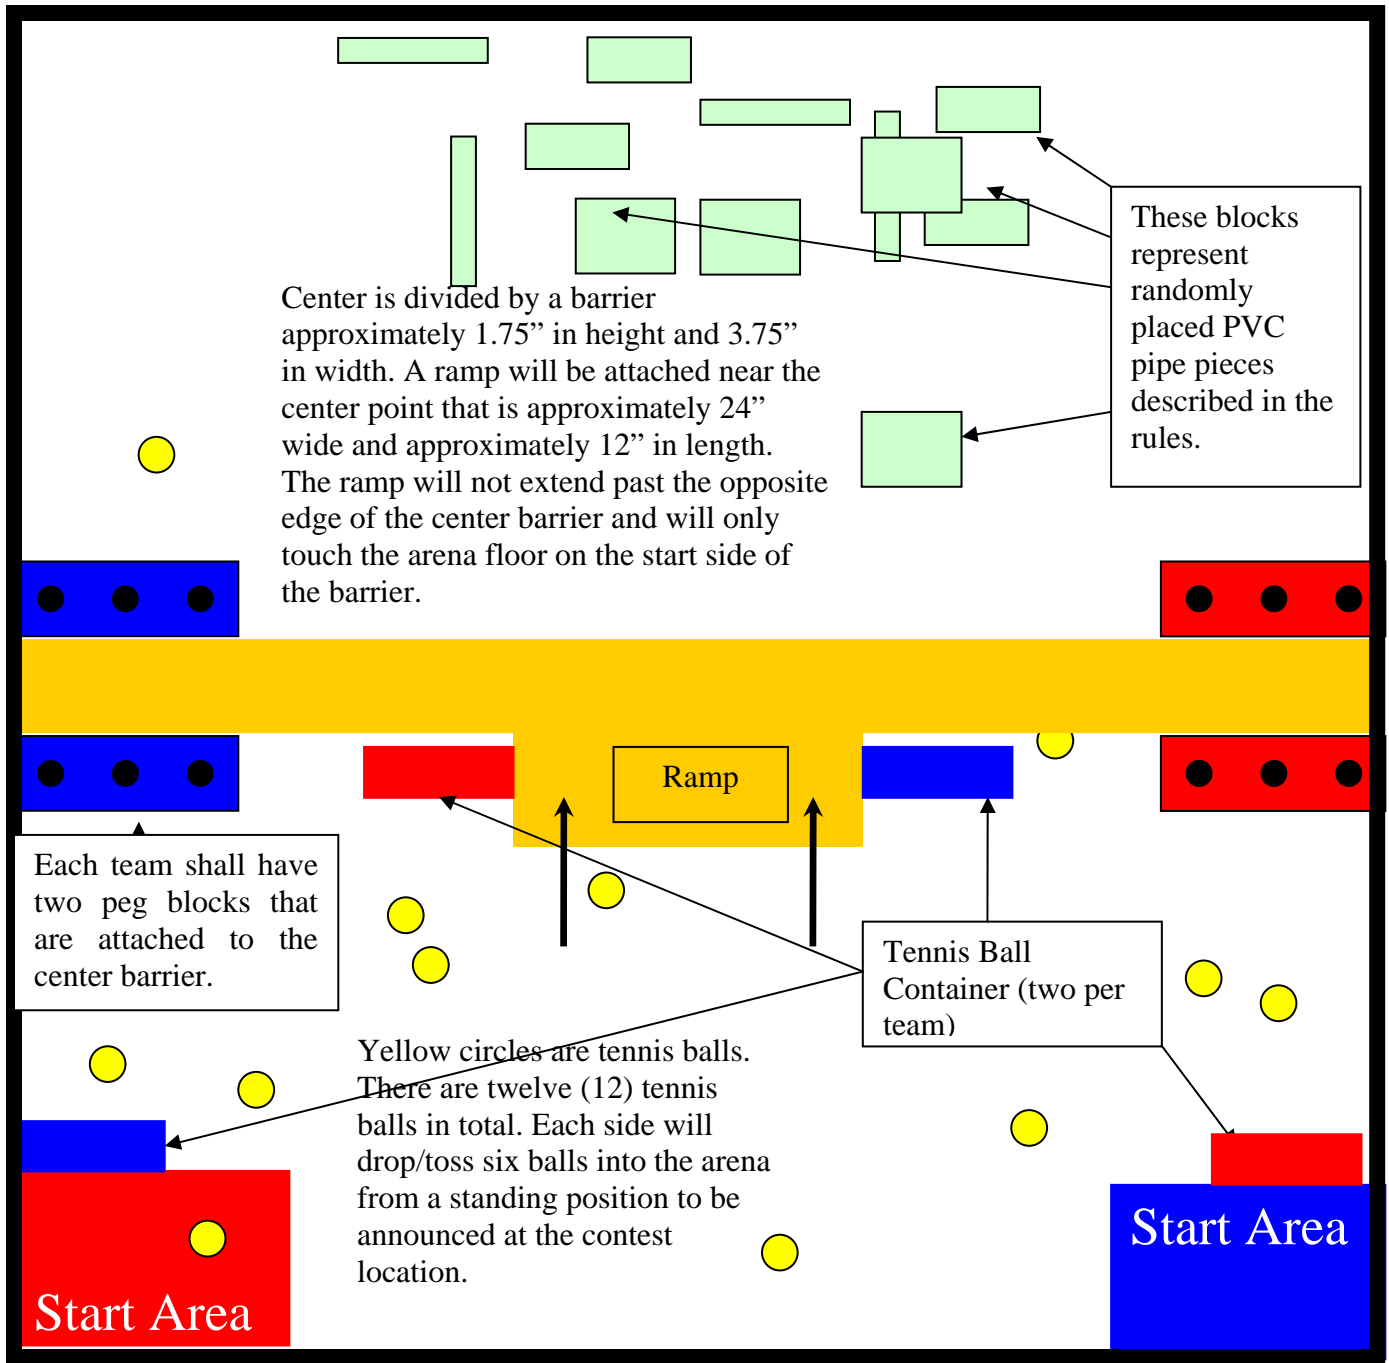 These blocks
represent
randomly
placed PVC
pipe pieces
described in the
rules.
Center is divided by a barrier
approximately 1.75” in height and 3.75”
in width. A ramp will be attached near the
center point that is approximately 24”
wide and approximately 12” in length.
The ramp will not extend past the opposite
edge of the center barrier and will only
touch the arena floor on the start side of
the barrier.
Ramp
Each team shall have
two peg blocks that
are attached to the
center barrier.
Tennis Ball
Container (two per
team)
Yellow circles are tennis balls.
There are twelve (12) tennis
balls in total. Each side will
drop/toss six balls into the arena
from a standing position to be
announced at the contest
location.
Start Area
Start Area